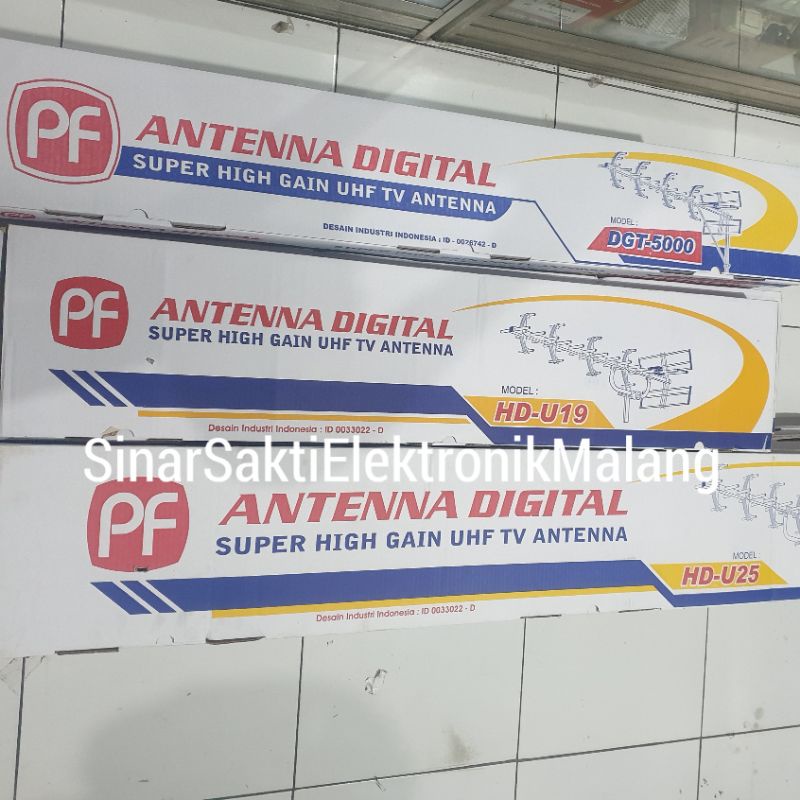 PF
ANTENNA DIGITAL
SUPER HIGH GAIN UHF TV ANTENNA
DESAIN INDUSTRI INDONESIA : ID - 0026742 - D
MODEL :
DGT-5000
PF
ANTENNA DIGITAL
SUPER HIGH GAIN UHF TV ANTENNA
MODEL :
HD-U19
Desain Industri Indonesia : ID 0033022 - D
SinarSaktiElektronikMalang
PF
ANTENNA DIGITAL
SUPER HIGH GAIN UHF TV ANTENNA
MODEL :
HD-U25
Desain Industri Indonesia : ID 0033022 - D